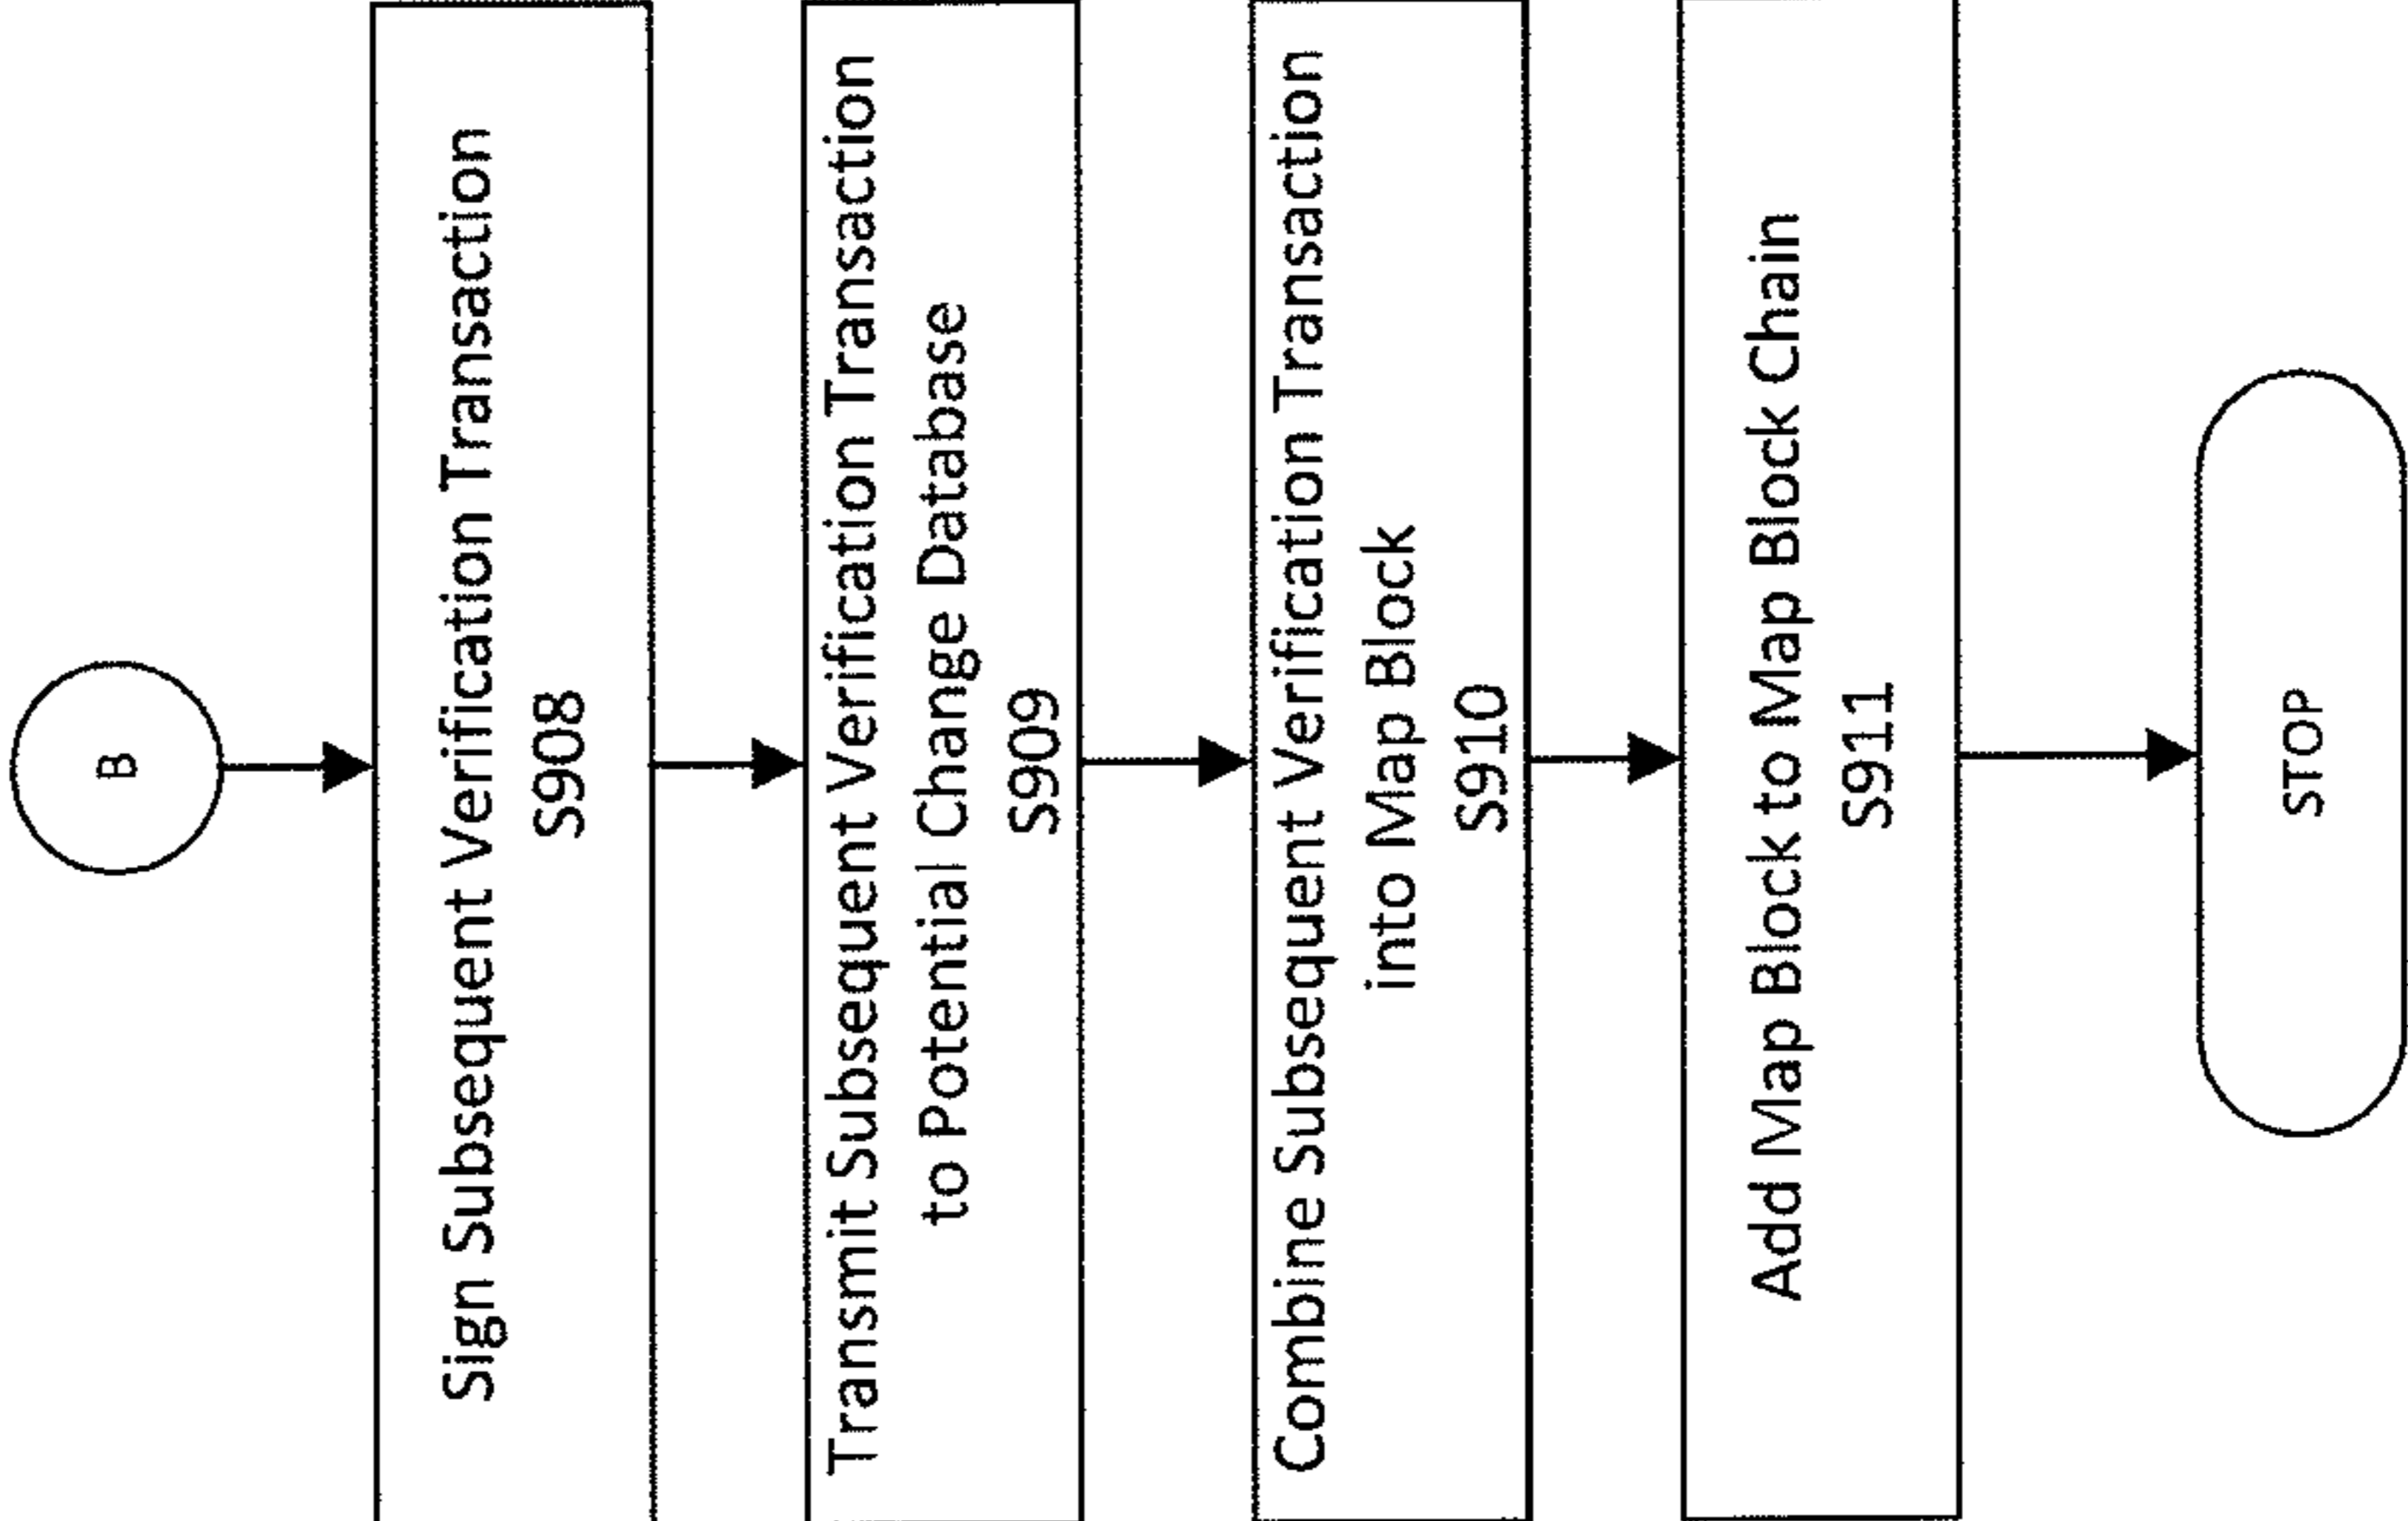 B
Sign Subsequent Verification Transaction
S908
Transmit Subsequent Verification Transaction
to Potential Change Database
S909
Combine Subsequent Verification Transaction
into Map Block
S910
Add Map Block to Map Block Chain
S911
STOP